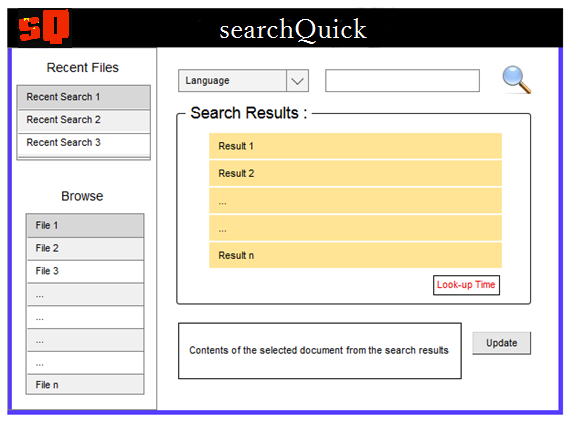 SQ
searchQuick
Recent Files
Recent Search 1
Recent Search 2
Recent Search 3
Browse
File 1
File 2
File 3
...
...
...
...
File n
Language
Search Results :
Result 1
Result 2
...
...
Result n
Look-up Time
Contents of the selected document from the search results
Update